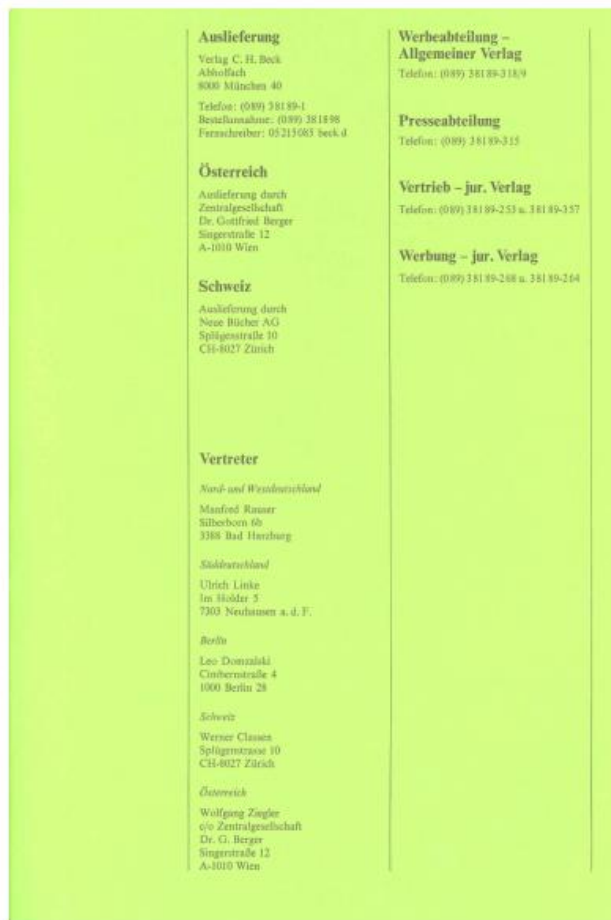 Auslieferung
Verlag C. H. Beck
Abholfach
8000 München 40
Telefon: (089) 38189-1
Bestellannahme: (089) 381898
Fernschreiber: 05215085 beck d
Österreich
Auslieferung durch
Zentralgesellschaft
Dr. Gottfried Berger
Singerstraße 12
A-1010 Wien
Schweiz
Auslieferung durch
Neue Bücher AG
Splügenstraße 10
CH-8027 Zürich
Vertreter
Nord- und Westdeutschland
Manfred Rauser
Silberborn 6b
3388 Bad Harzburg
Süddeutschland
Ulrich Linke
Im Holder 5
7303 Neuhausen a. d. F.
Berlin
Leo Domzalski
Cimbernstraße 4
1000 Berlin 28
Schweiz
Werner Classen
Splügenstrasse 10
CH-8027 Zürich
Österreich
Wolfgang Ziegler
c/o Zentralgesellschaft
Dr. G. Berger
Singerstraße 12
A-1010 Wien
Werbeabteilung –
Allgemeiner Verlag
Telefon: (089) 38189-318/9
Presseabteilung
Telefon: (089) 38189-315
Vertrieb – jur. Verlag
Telefon: (089) 38189-253 u. 38189-357
Werbung – jur. Verlag
Telefon: (089) 38189-268 u. 38189-264